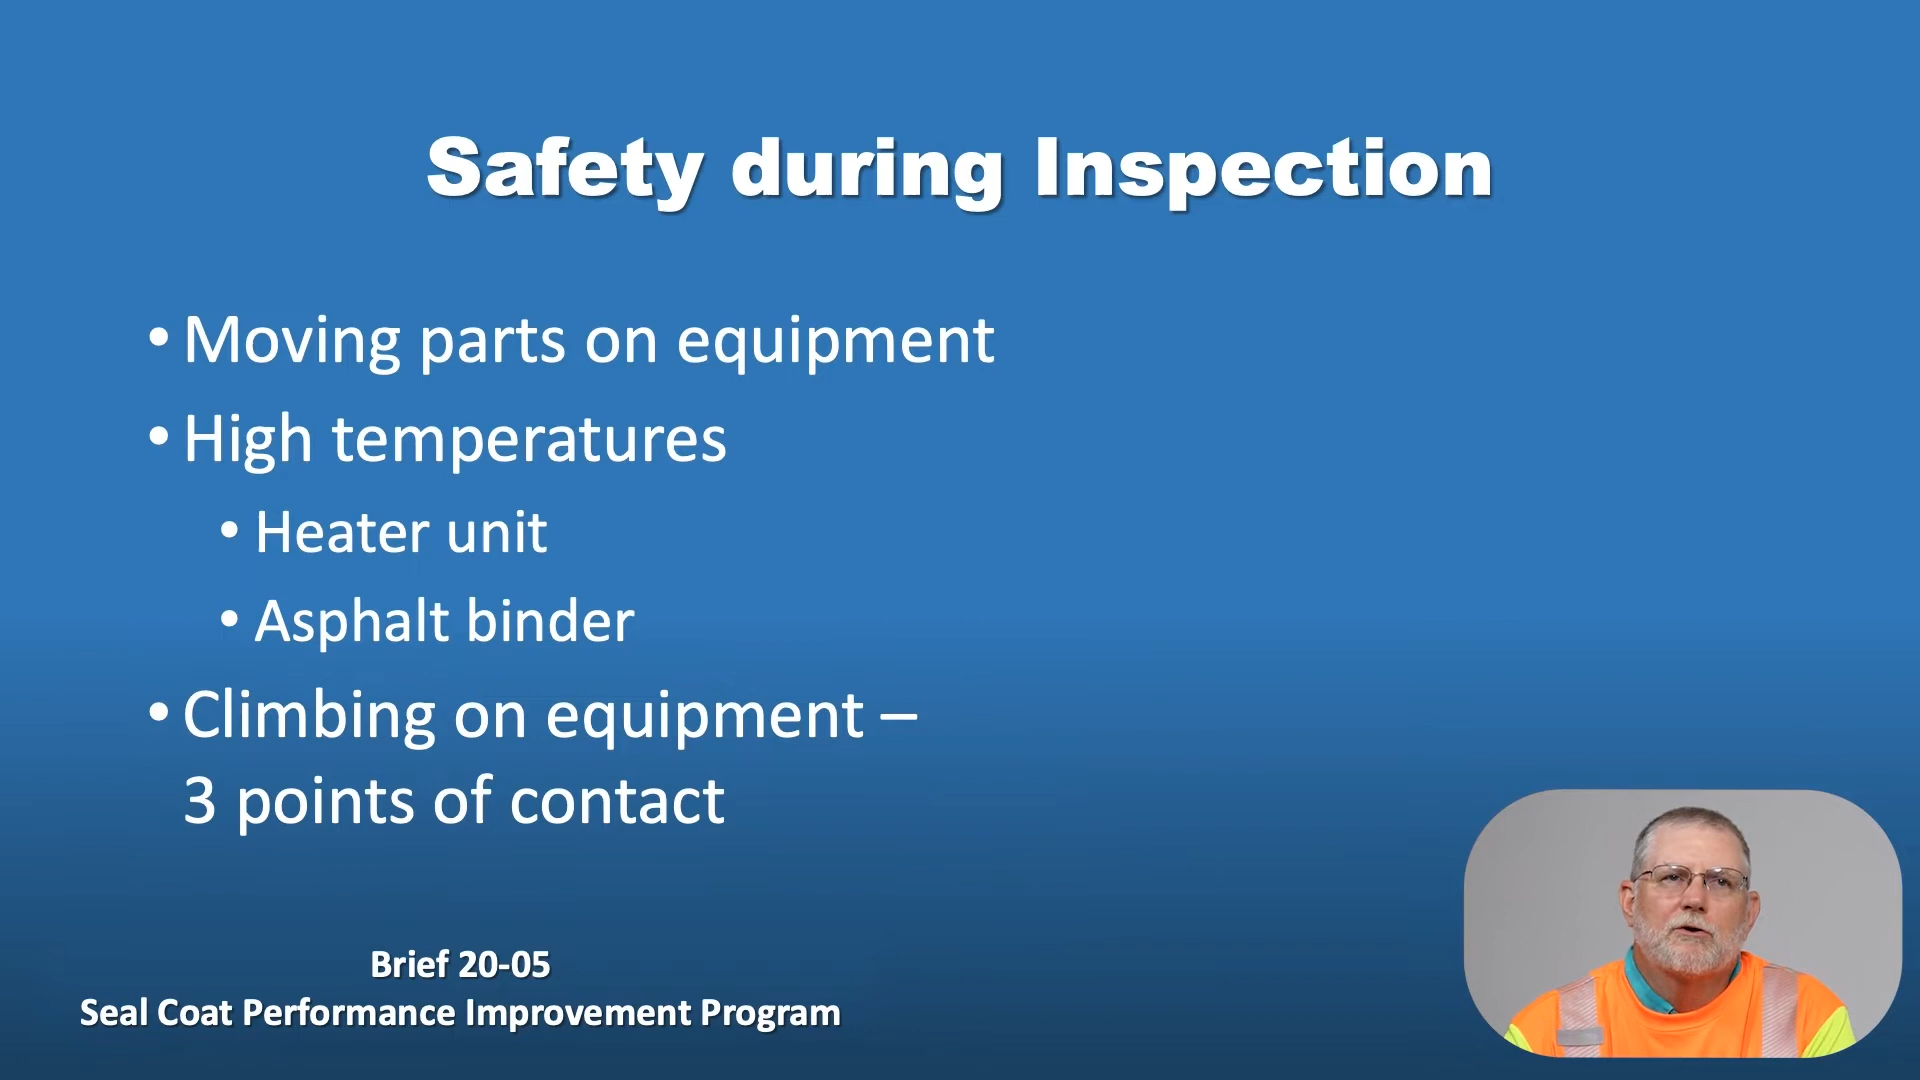 Safety during Inspection
• Moving parts on equipment
• High temperatures
• Heater unit
• Asphalt binder
• Climbing on equipment –
3 points of contact
Brief 20-05
Seal Coat Performance Improvement Program